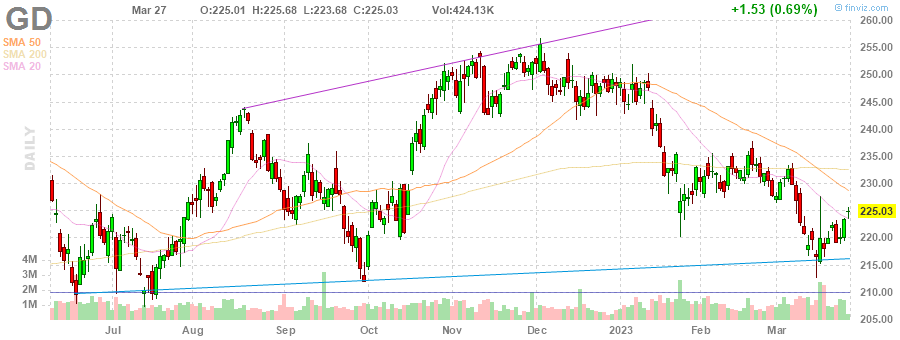 GD Mar 27 O:225.01 H:225.68 L:223.68 C:225.03 Vol:424.13K +1.53 (0.69%) © finviz.com
SMA 50
SMA 200
SMA 20
DAILY
260.00
255.00
250.00
245.00
240.00
235.00
230.00
225.03
220.00
215.00
210.00
205.00
4M
3M
2M
1M
Jul Aug Sep Oct Nov Dec 2023 Feb Mar